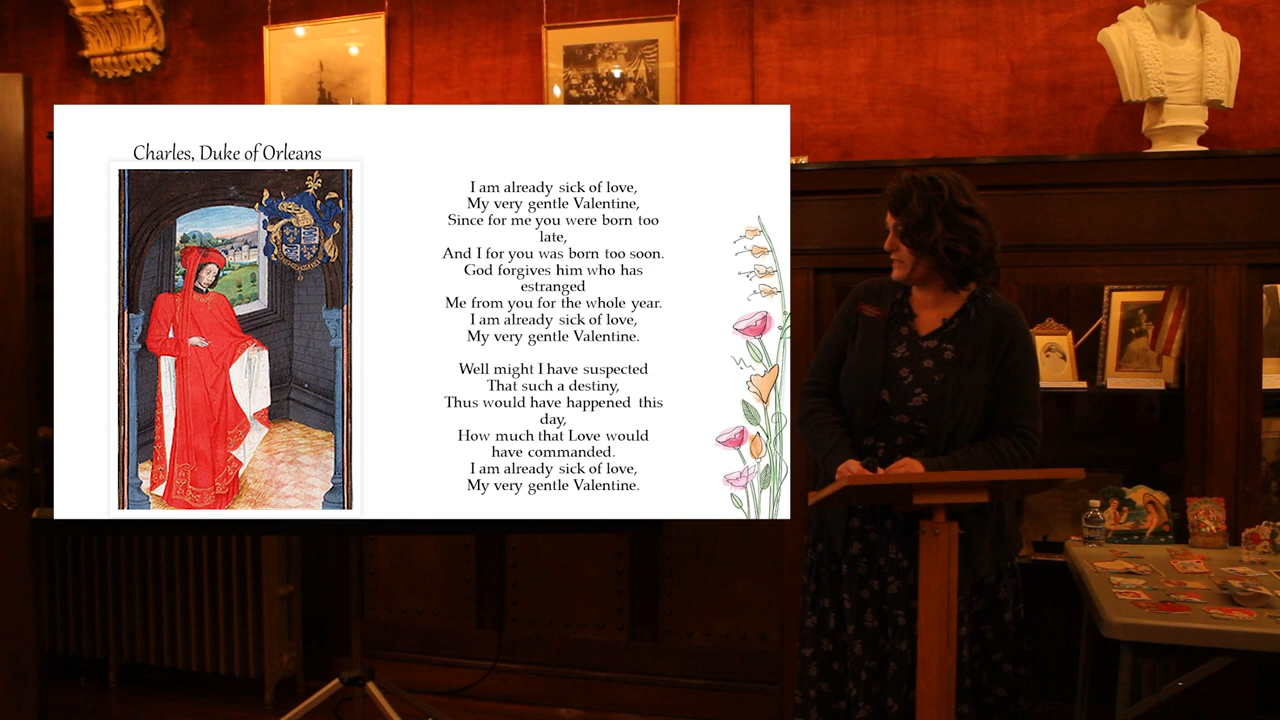 Charles, Duke of Orleans
I am already sick of love,
My very gentle Valentine,
Since for me you were born too
late,
And I for you was born too soon.
God forgives him who has
estranged
Me from you for the whole year.
I am already sick of love,
My very gentle Valentine.
Well might I have suspected
That such a destiny,
Thus would have happened this
day,
How much that Love would
have commanded.
I am already sick of love,
My very gentle Valentine.